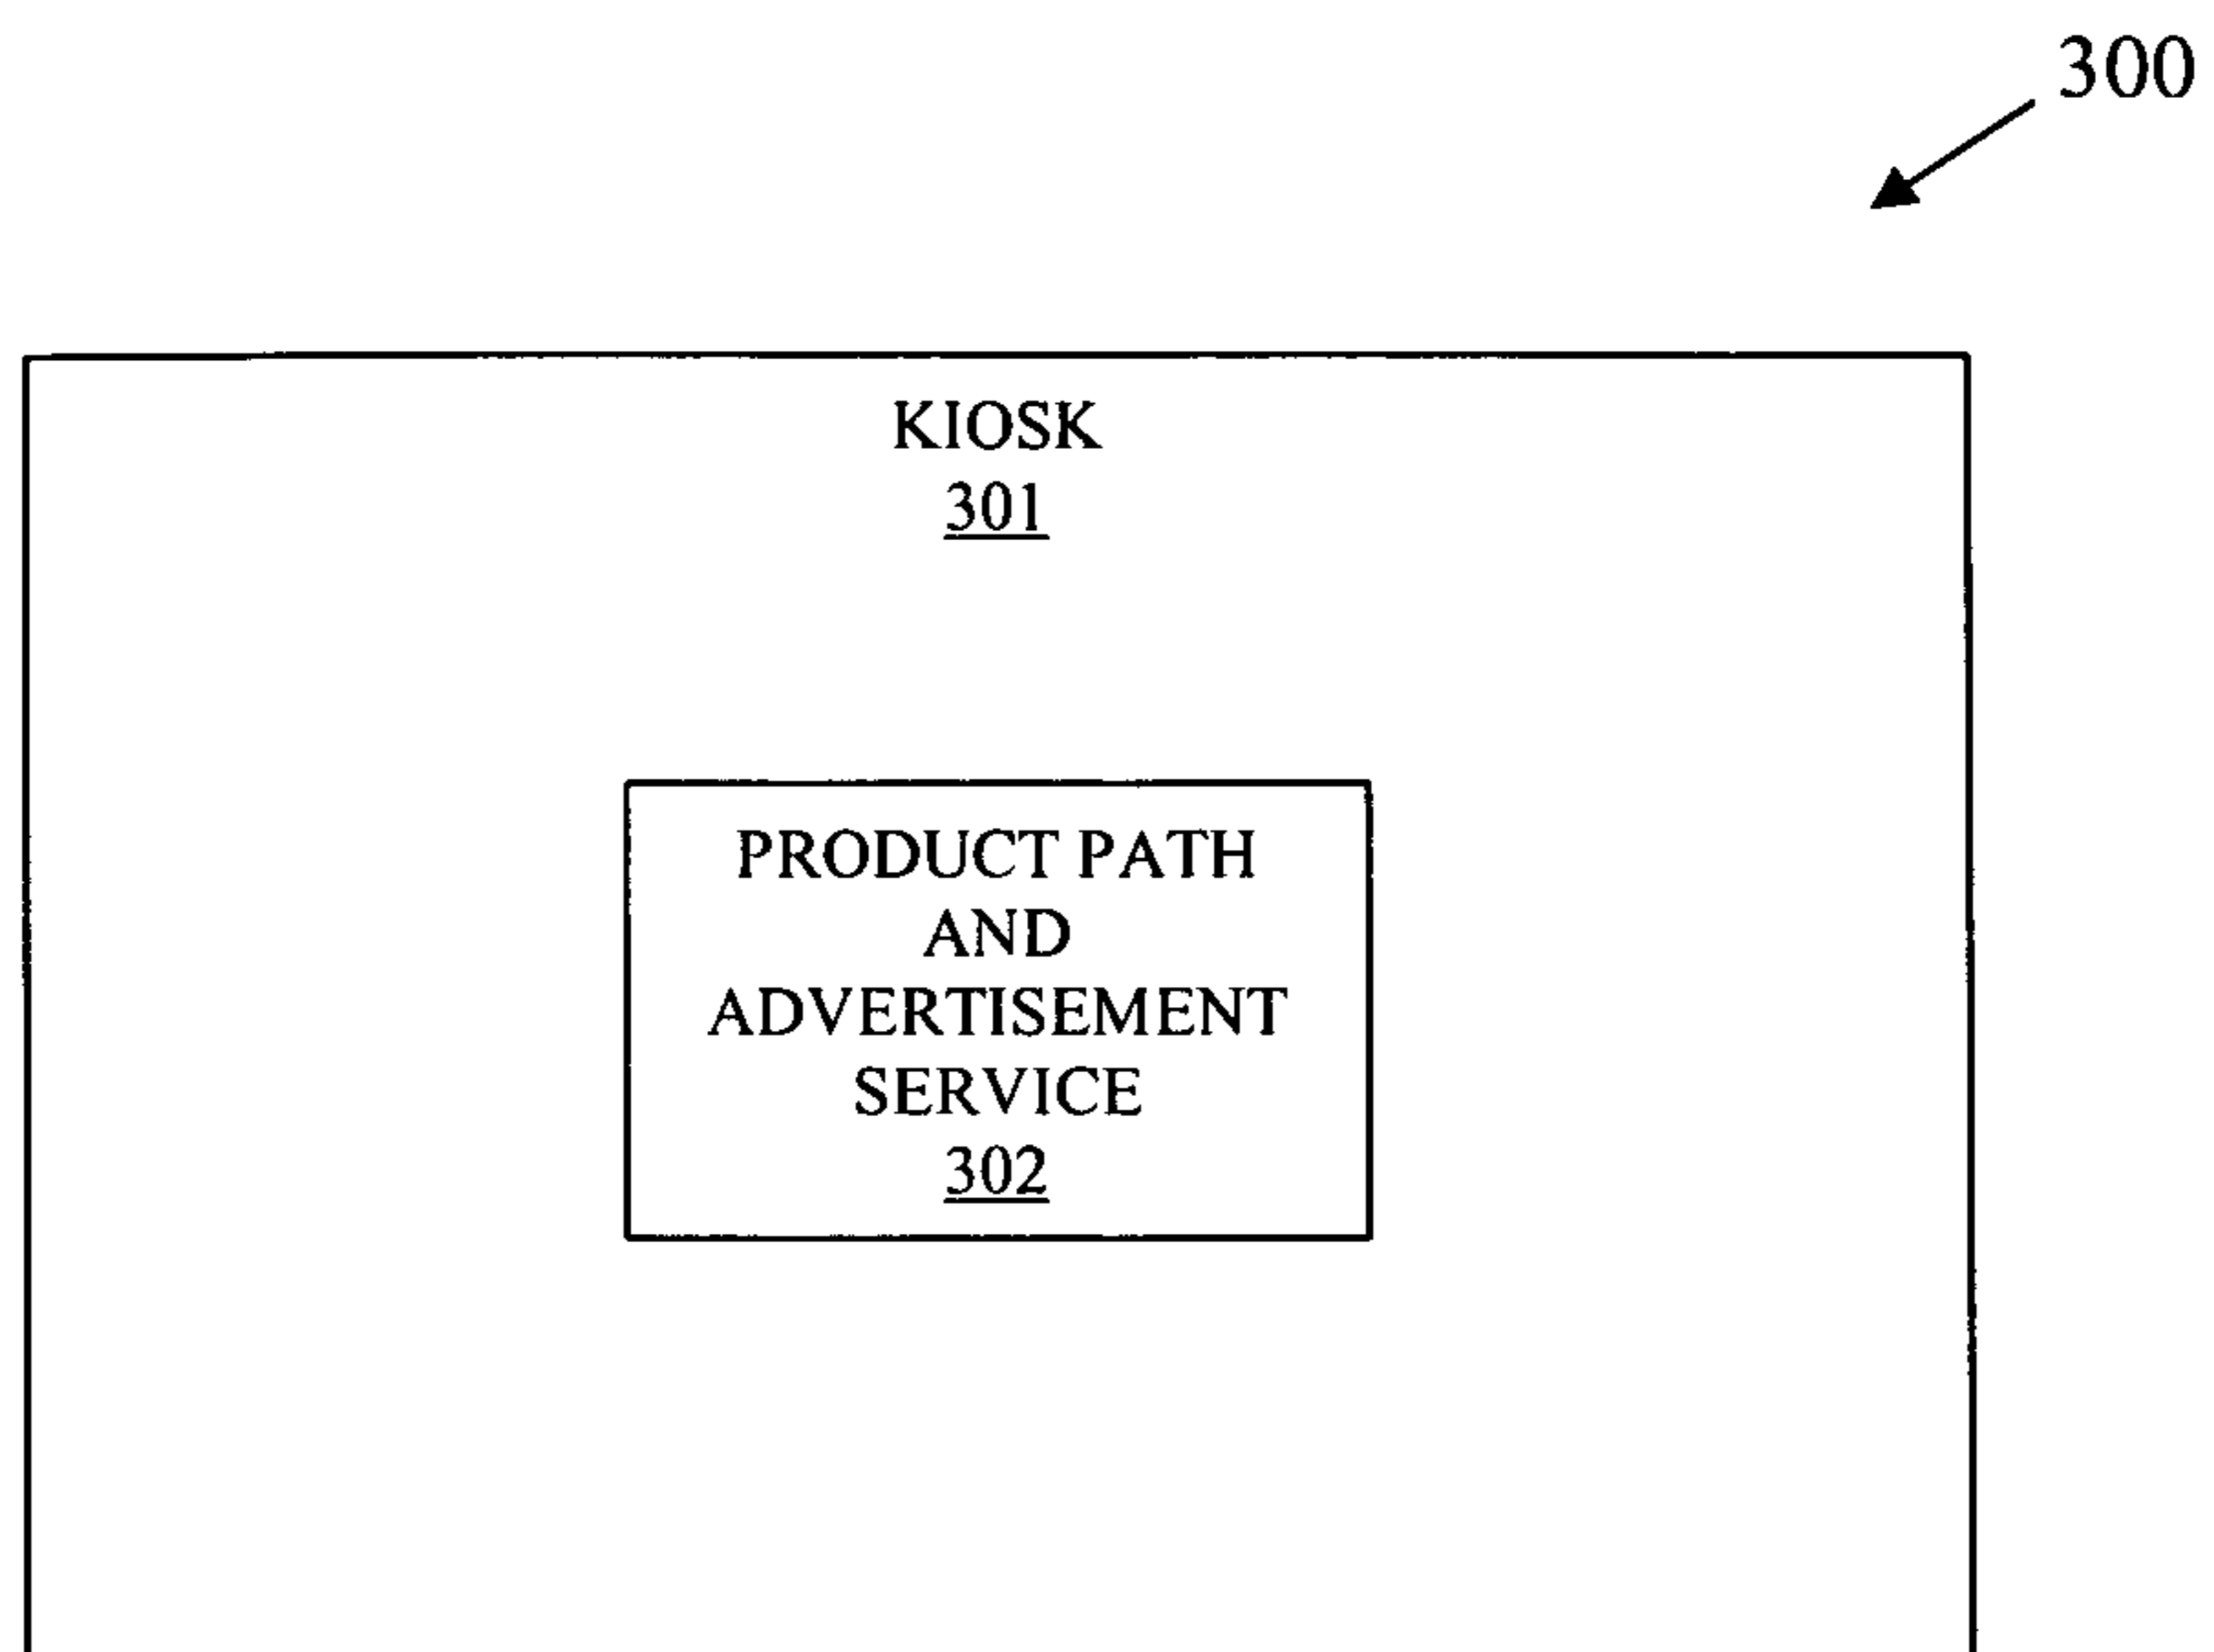 300
KIOSK
301
PRODUCT PATH
AND
ADVERTISEMENT
SERVICE
302